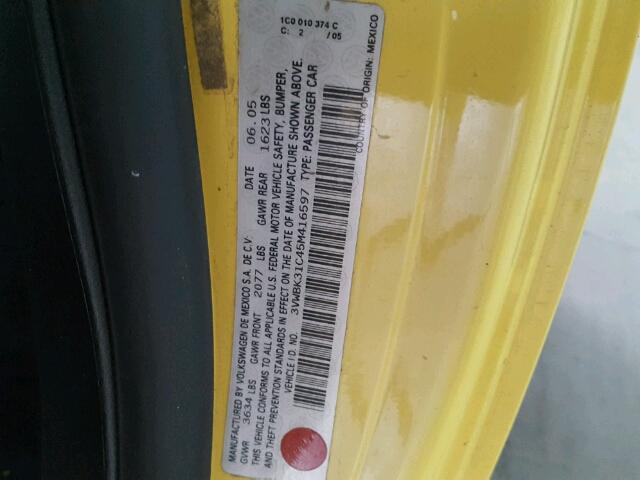 MANUFACTURED BY VOLKSWAGEN DE MEXICO S.A. DE C.V. DATE 06.05
GVWR 3634 LBS GAWR FRONT 2077 LBS GAWR REAR 1623 LBS
THIS VEHICLE CONFORMS TO ALL APPLICABLE U.S. FEDERAL MOTOR VEHICLE SAFETY, BUMPER,
AND THEFT PREVENTION STANDARDS IN EFFECT ON THE DATE OF MANUFACTURE SHOWN ABOVE.
VEHICLE I.D. NO.: 3VWBK31C45M416597 TYPE: PASSENGER CAR
1C0 010 374 C
2 /05
COUNTRY OF ORIGIN: MEXICO